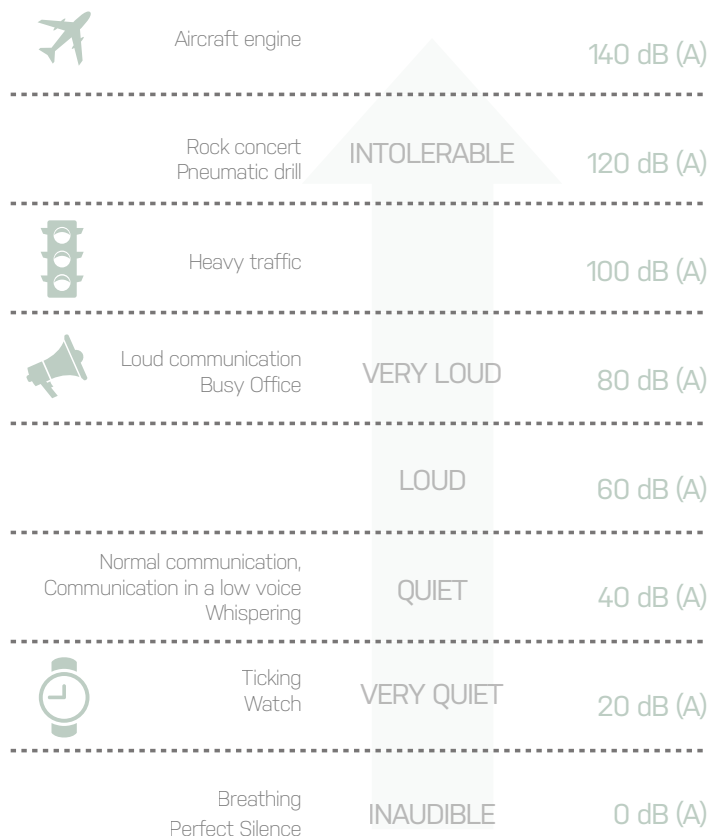 Aircraft engine
140 dB (A)
Rock concert
Pneumatic drill
INTOLERABLE
120 dB (A)
Heavy traffic
100 dB (A)
Loud communication
Busy Office
VERY LOUD
80 dB (A)
LOUD
60 dB (A)
Normal communication,
Communication in a low voice
Whispering
QUIET
40 dB (A)
Ticking
Watch
VERY QUIET
20 dB (A)
Breathing
Perfect Silence
INAUDIBLE
0 dB (A)